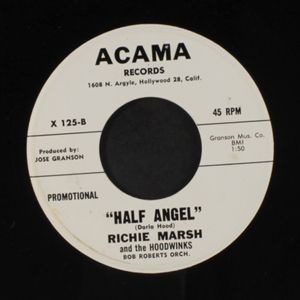 ACAMA
RECORDS
1608 N. Argyle, Hollywood 28, Calif.
X 125-B
45 RPM
Produced by:
JOSE GRANSON
Granson Mus. Co.
BMI
1:50
PROMOTIONAL
"HALF ANGEL"
(Darla Hood)
RICHIE MARSH
and the HOODWINKS
BOB ROBERTS ORCH.